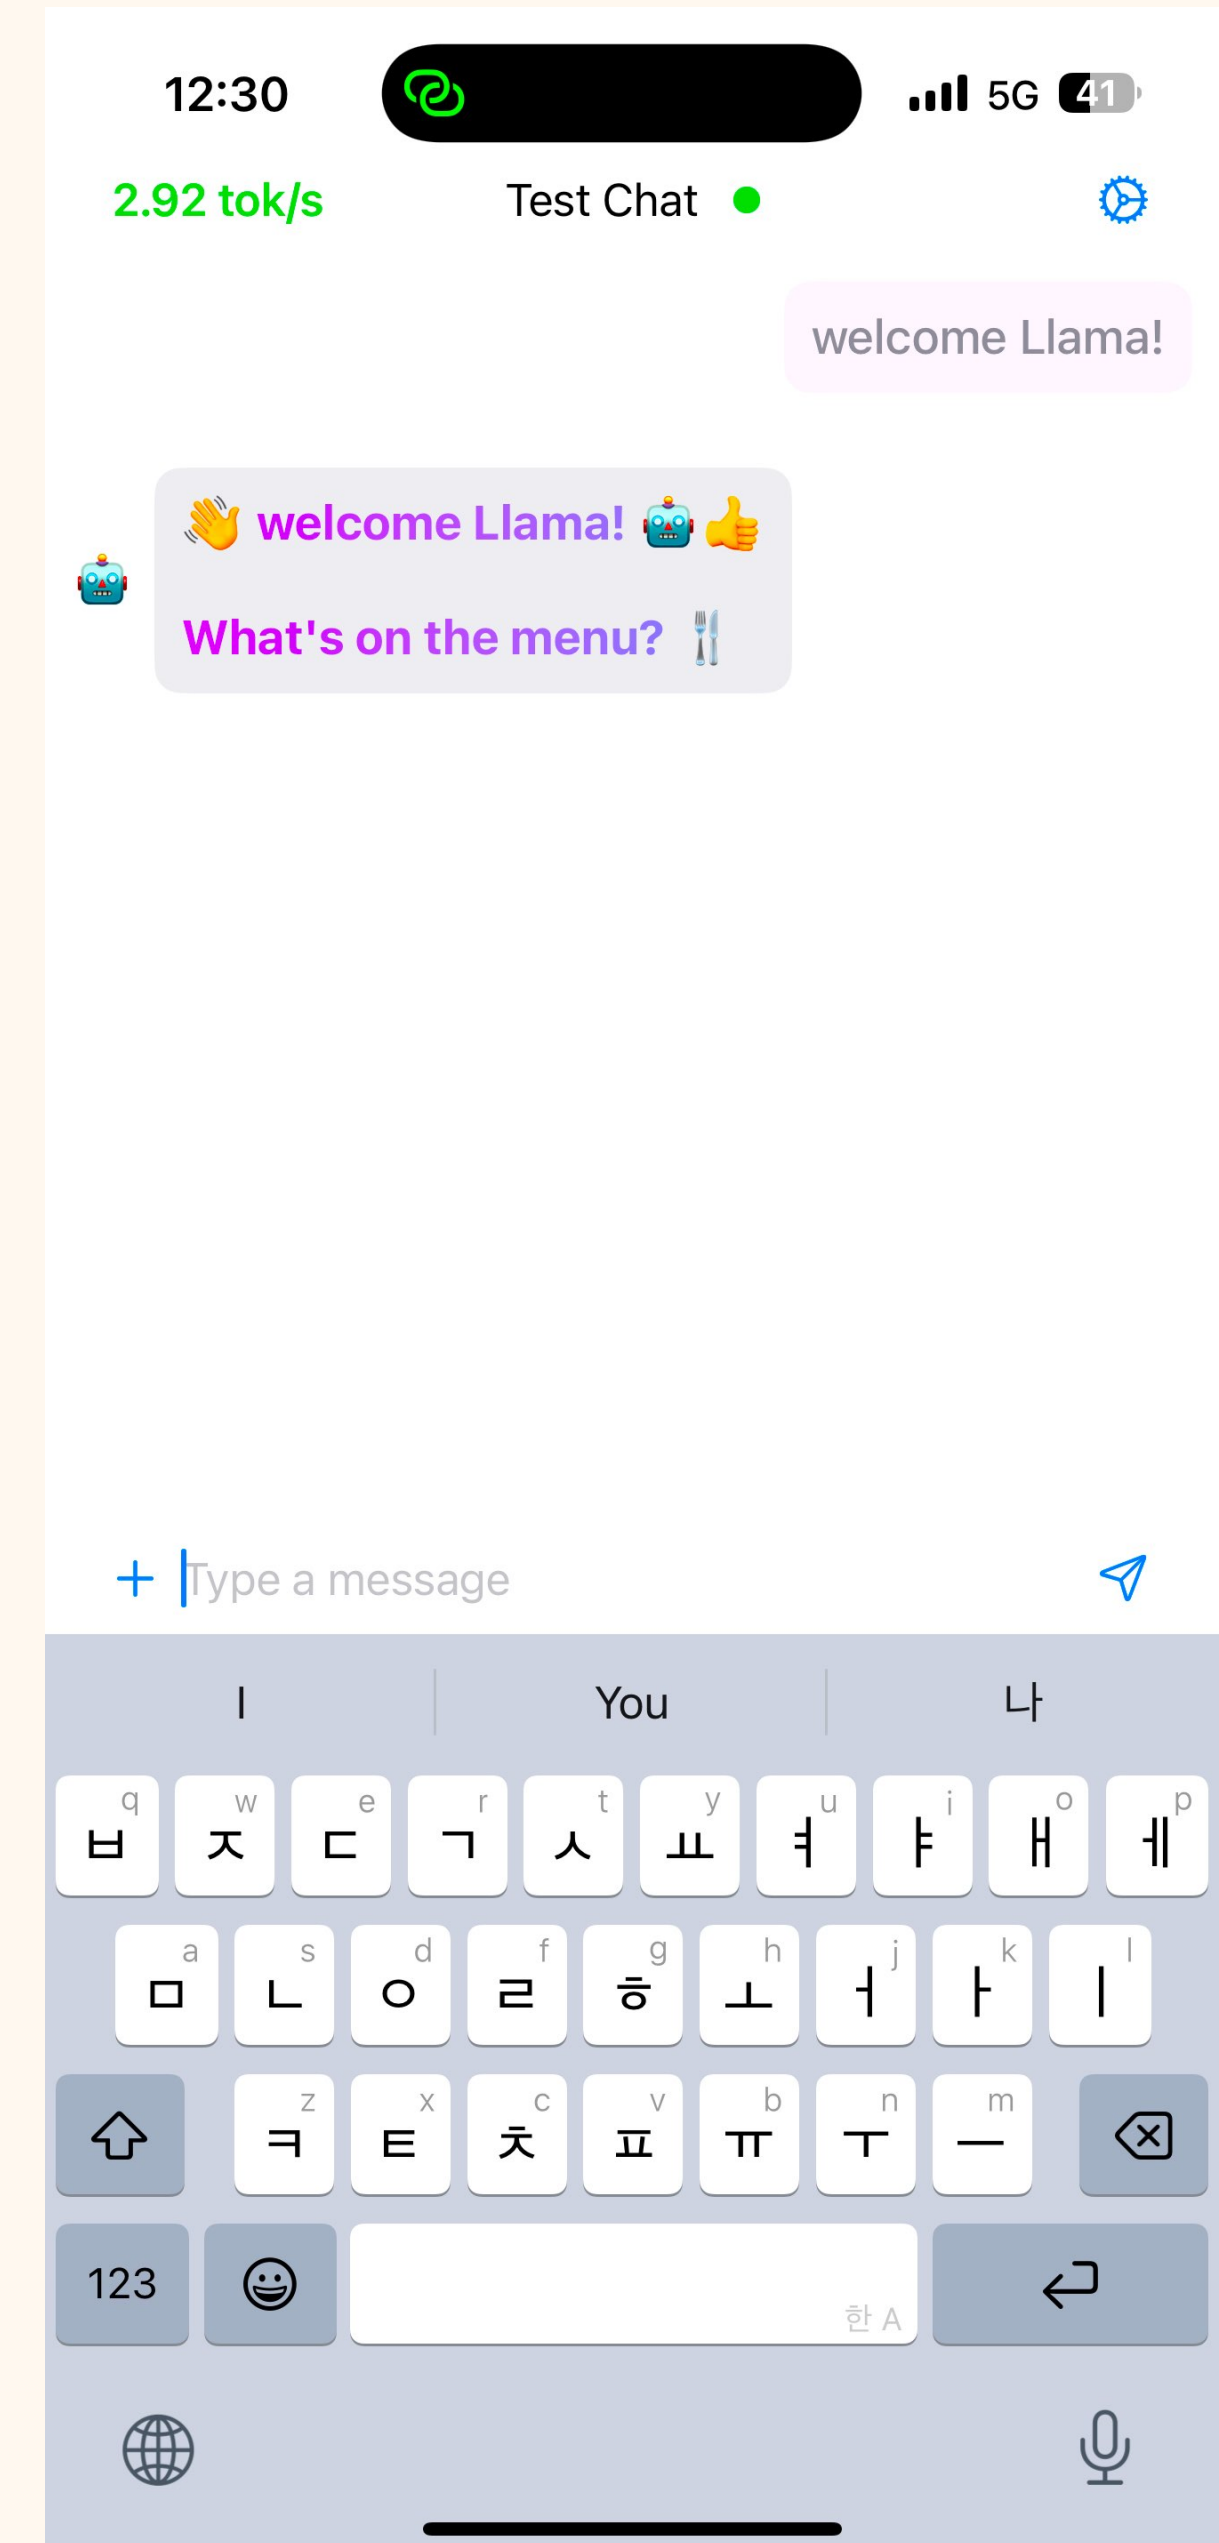 12:30 5G 41
2.92 tok/s Test Chat
welcome Llama!
👋 welcome Llama! 🤖👍
What's on the menu? 🍴
Type a message
I You 나
q w e r t y u i o p
ㅂ ㅈ ㄷ ㄱ ㅅ ㅛ ㅕ ㅑ ㅐ ㅔ
a s d f g h j k l
ㅁ ㄴ ㅇ ㄹ ㅎ ㅗ ㅓ ㅏ ㅣ
z x c v b n m
ㅋ ㅌ ㅊ ㅍ ㅠ ㅜ ㅡ
123
한 A